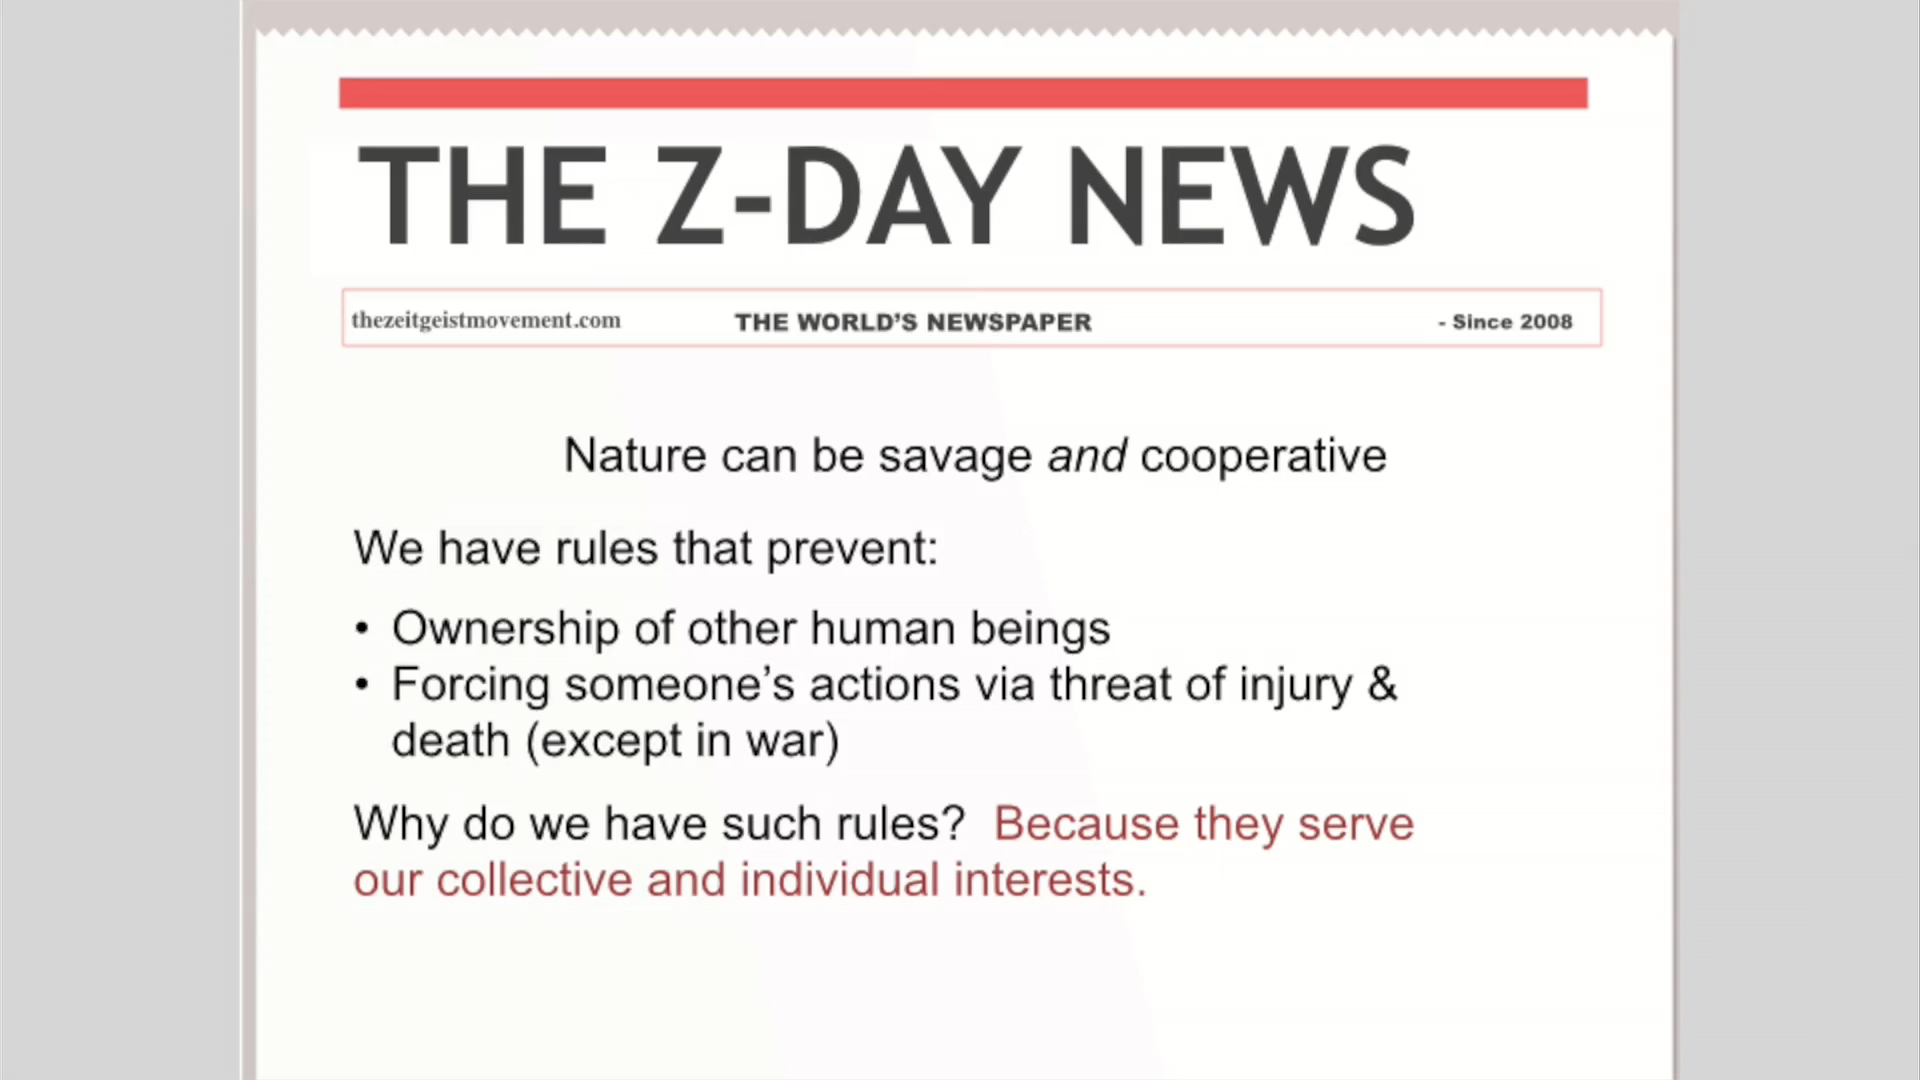 THE Z-DAY NEWS
thezeitgeistmovement.com THE WORLD’S NEWSPAPER - Since 2008
Nature can be savage and cooperative
We have rules that prevent:
• Ownership of other human beings
• Forcing someone’s actions via threat of injury &
death (except in war)
Why do we have such rules? Because they serve
our collective and individual interests.